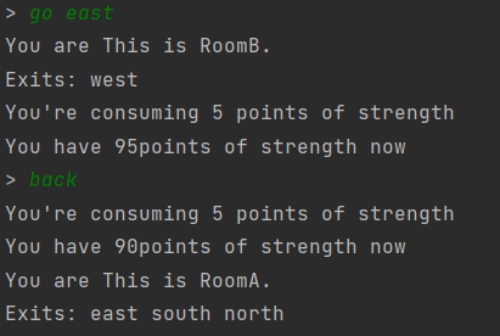 > go east
You are This is RoomB.
Exits: west
You're consuming 5 points of strength
You have 95points of strength now
> back
You're consuming 5 points of strength
You have 90points of strength now
You are This is RoomA.
Exits: east south north